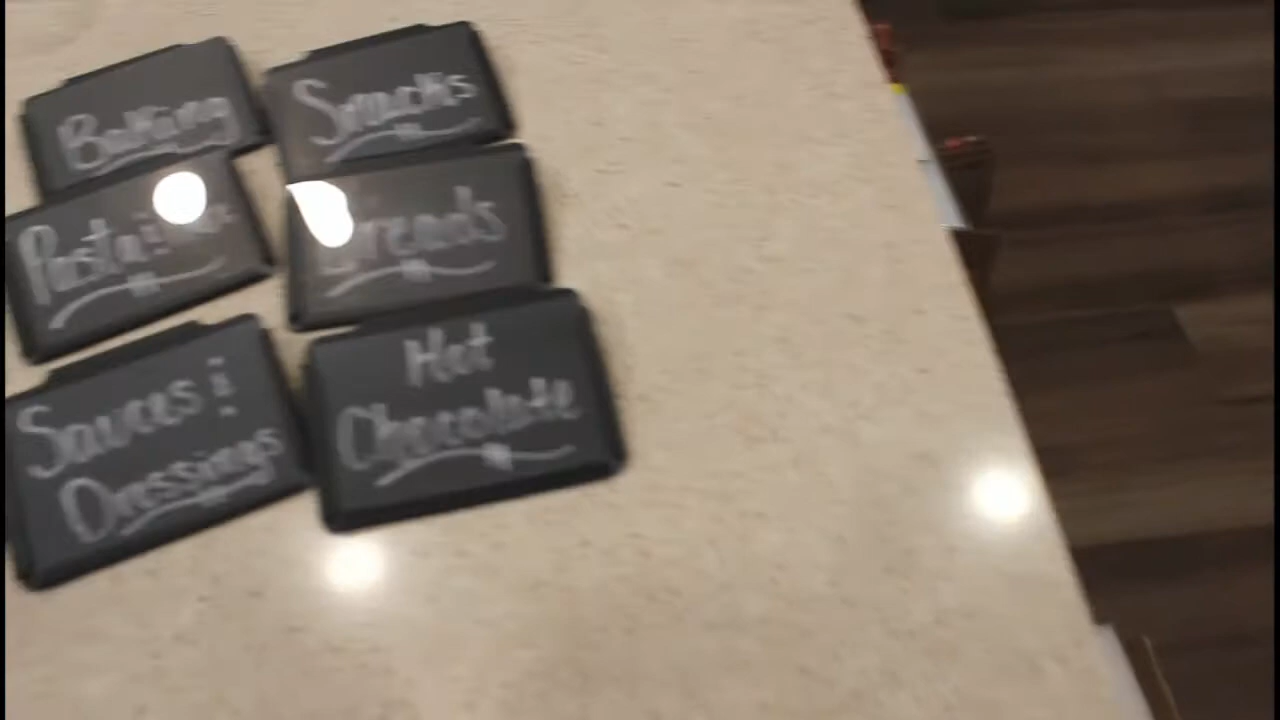 Baking
Snacks
Pasta &
Breads
Sauces &
Dressings
Hot
Chocolate